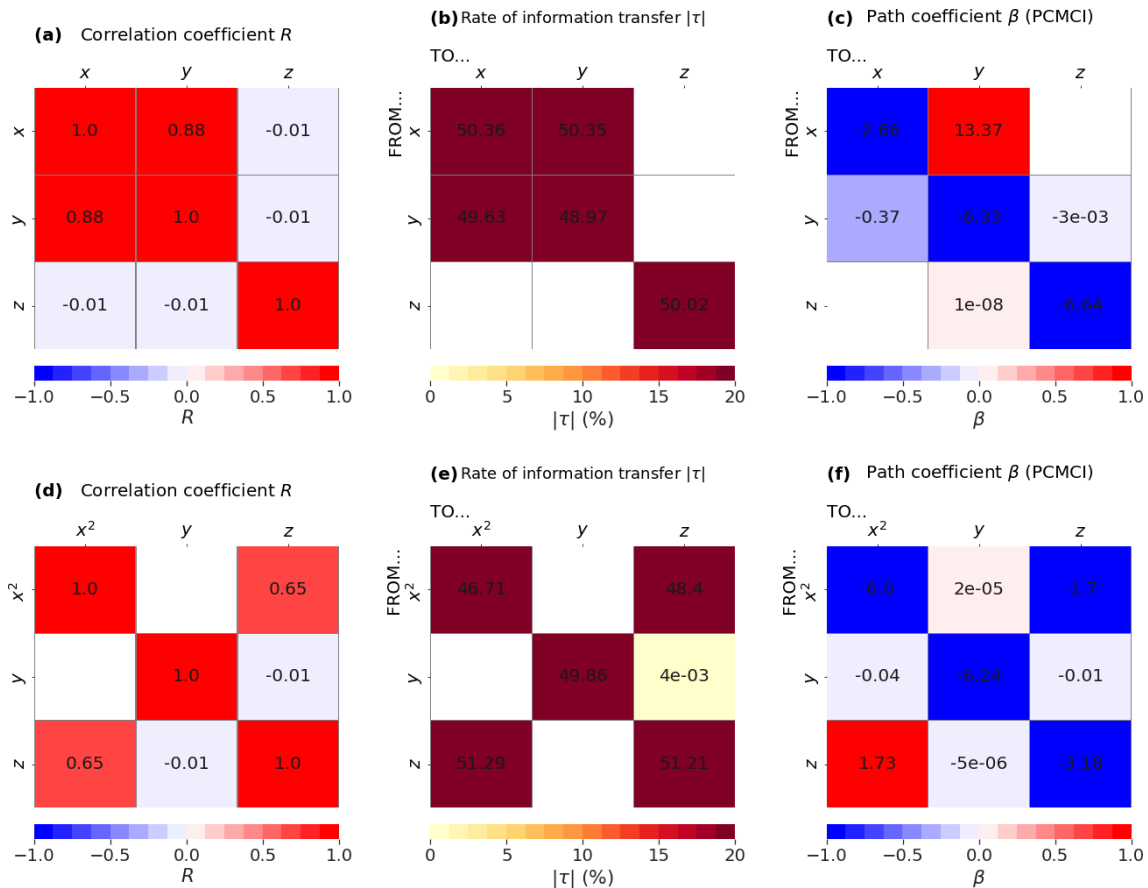 (a) Correlation coefficient R
x y z
x 1.0 0.88 -0.01
y 0.88 1.0 -0.01
z -0.01 -0.01 1.0
−1.0 −0.5 0.0 0.5 1.0
R
(b) Rate of information transfer |τ|
TO...
x y z
FROM...
x 50.36 50.35
y 49.63 48.97
z 50.02
0 5 10 15 20
|τ| (%)
(c) Path coefficient β (PCMCI)
TO...
x y z
FROM...
x -2.66 13.37
y -0.37 -6.33 -3e-03
z 1e-08 -6.64
−1.0 −0.5 0.0 0.5 1.0
β
(d) Correlation coefficient R
x² y z
x² 1.0 0.65
y 1.0 -0.01
z 0.65 -0.01 1.0
−1.0 −0.5 0.0 0.5 1.0
R
(e) Rate of information transfer |τ|
TO...
x² y z
FROM...
x² 46.71 48.4
y 49.86 4e-03
z 51.29 51.21
0 5 10 15 20
|τ| (%)
(f) Path coefficient β (PCMCI)
TO...
x² y z
FROM...
x² -6.0 2e-05 -1.7
y -0.04 -6.24 -0.01
z 1.73 -5e-06 -3.18
−1.0 −0.5 0.0 0.5 1.0
β